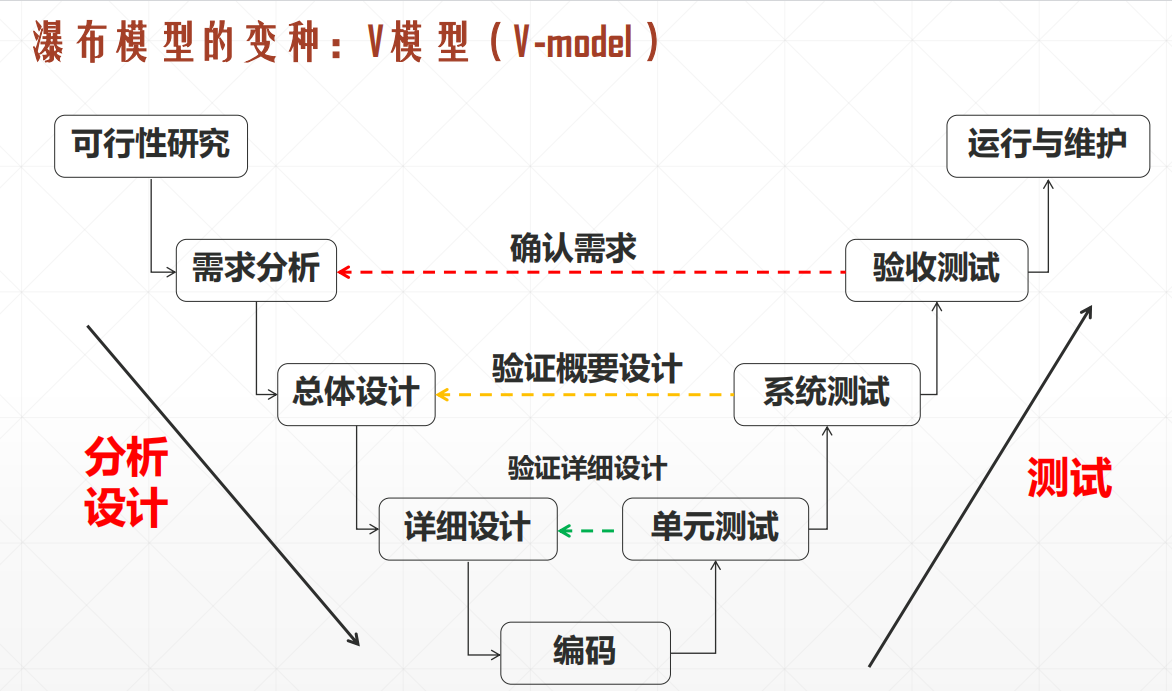 瀑布模型的变种：V模型（V-model）
可行性研究
运行与维护
确认需求
需求分析
验收测试
验证概要设计
总体设计
系统测试
分析
设计
验证详细设计
测试
详细设计
单元测试
编码